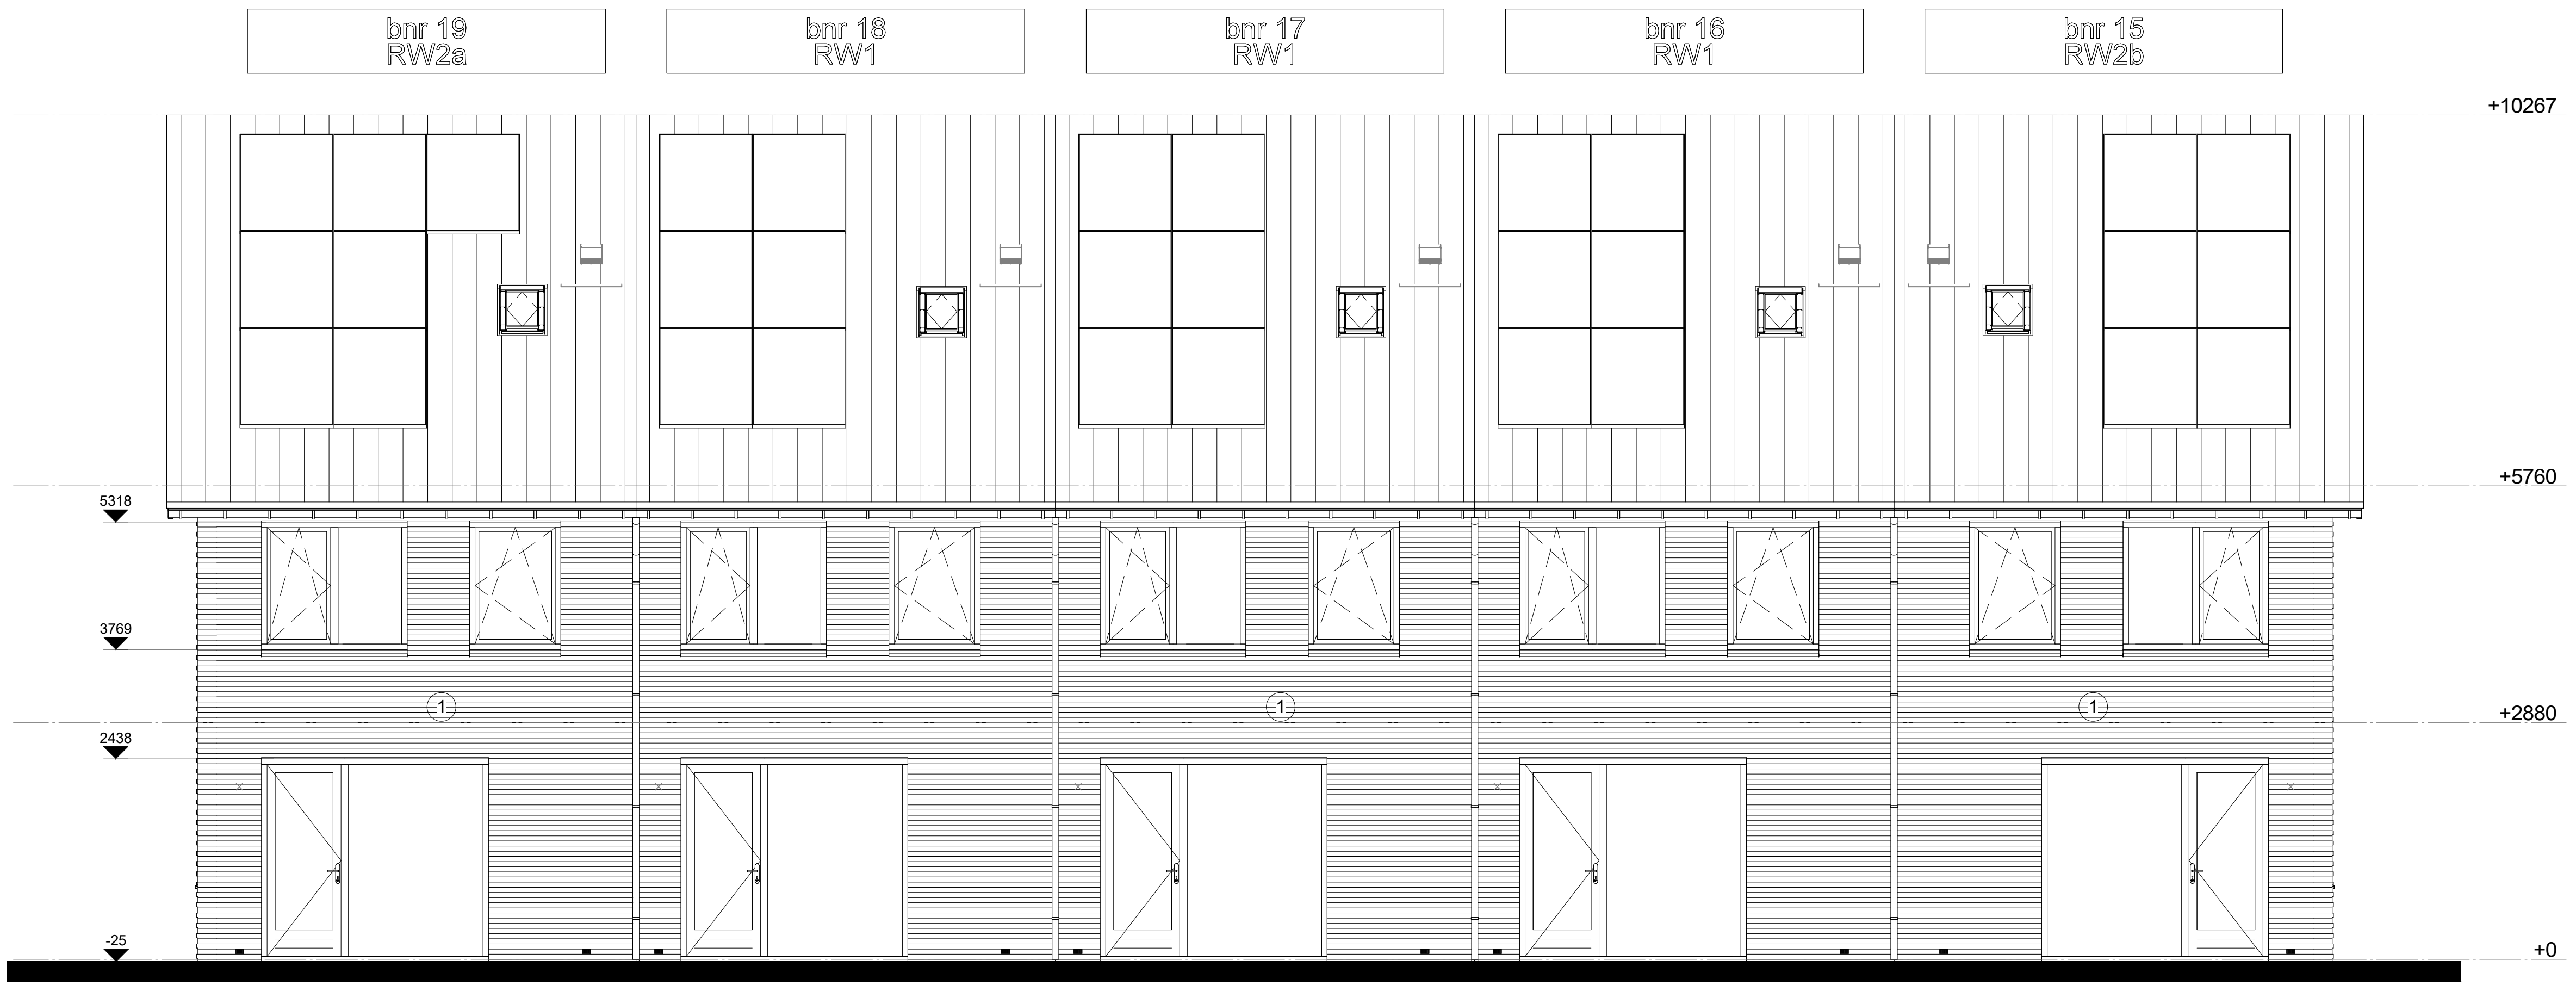 bnr 19
RW2a
bnr 18
RW1
bnr 17
RW1
bnr 16
RW1
bnr 15
RW2b
+10267
+5760
5318
3769
1
1
1
+2880
2438
-25
+0